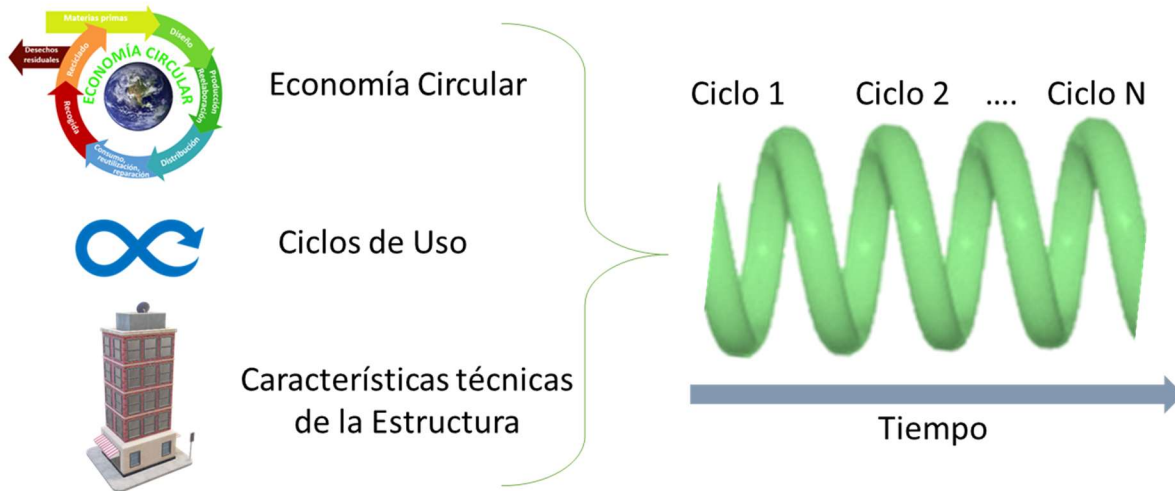 Materias primas
Diseño
Producción
Reelaboración
Distribución
Consumo,
reutilización,
reparación
Recogida
Reciclado
Desechos
residuales
ECONOMÍA CIRCULAR
Economía Circular
Ciclos de Uso
Características técnicas
de la Estructura
Ciclo 1
Ciclo 2
....
Ciclo N
Tiempo